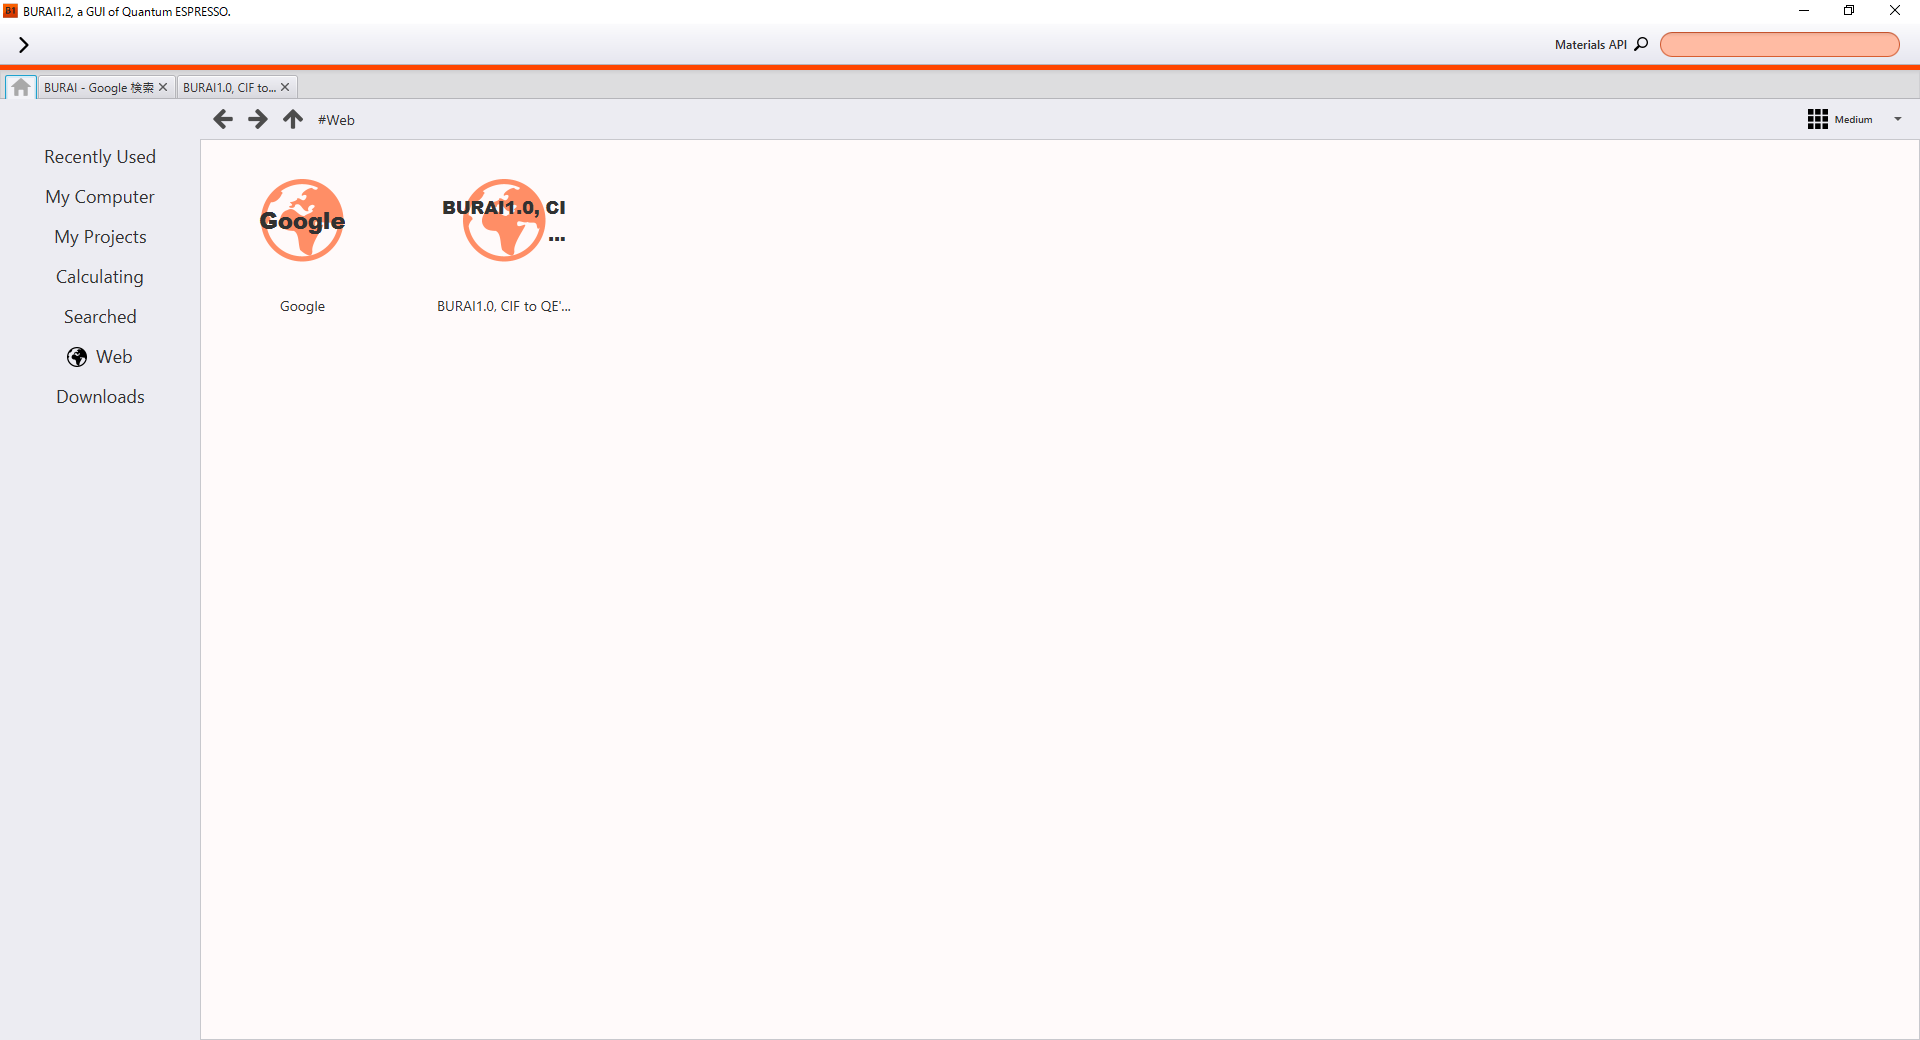 B1 BURAI1.2, a GUI of Quantum ESPRESSO.
Materials API
BURAI - Google 検索
BURAI1.0, CIF to...
#Web
Medium
Recently Used
My Computer
My Projects
Calculating
Searched
Web
Downloads
Google
BURAI1.0, CI
...
Google
BURAI1.0, CIF to QE'...